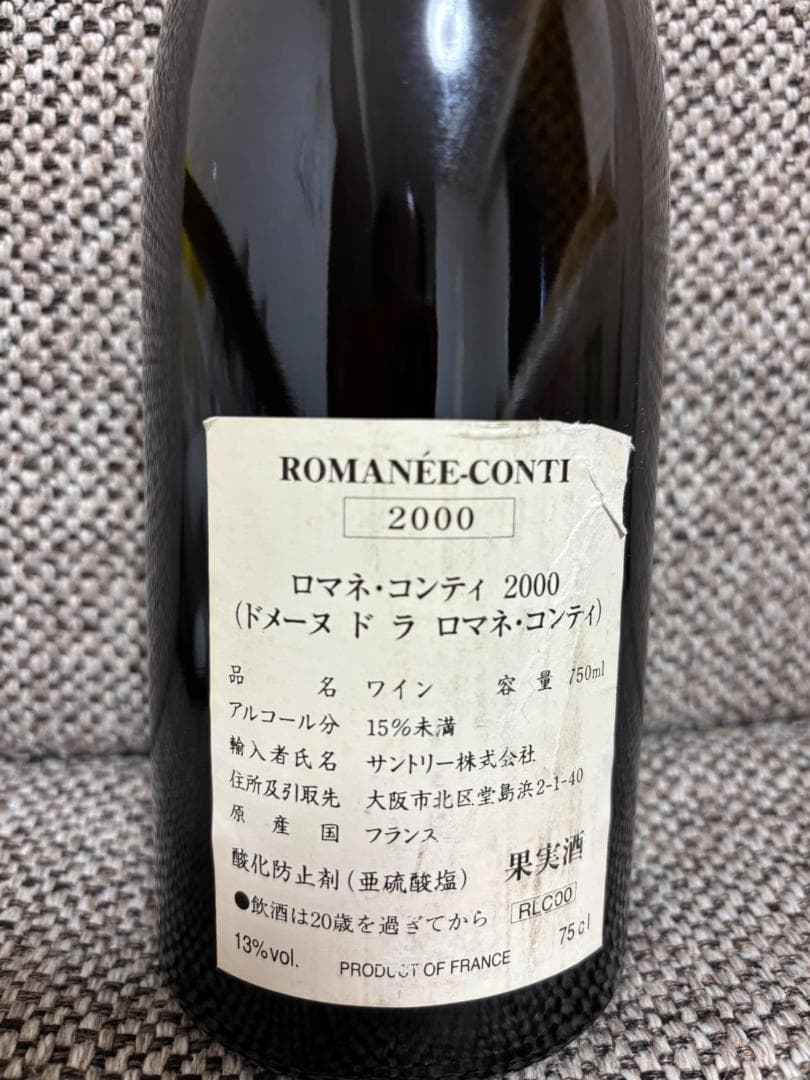 ROMANÉE-CONTI
2000
ロマネ・コンティ 2000
(ドメーヌ ド ラ ロマネ・コンティ)
品名 ワイン 容量 750ml
アルコール分 15%未満
輸入者氏名 サントリー株式会社
住所及引取先 大阪市北区堂島浜2-1-40
原産国 フランス
酸化防止剤(亜硫酸塩) 果実酒
●飲酒は20歳を過ぎてから RLC00
13%vol. PRODUCT OF FRANCE 75cl